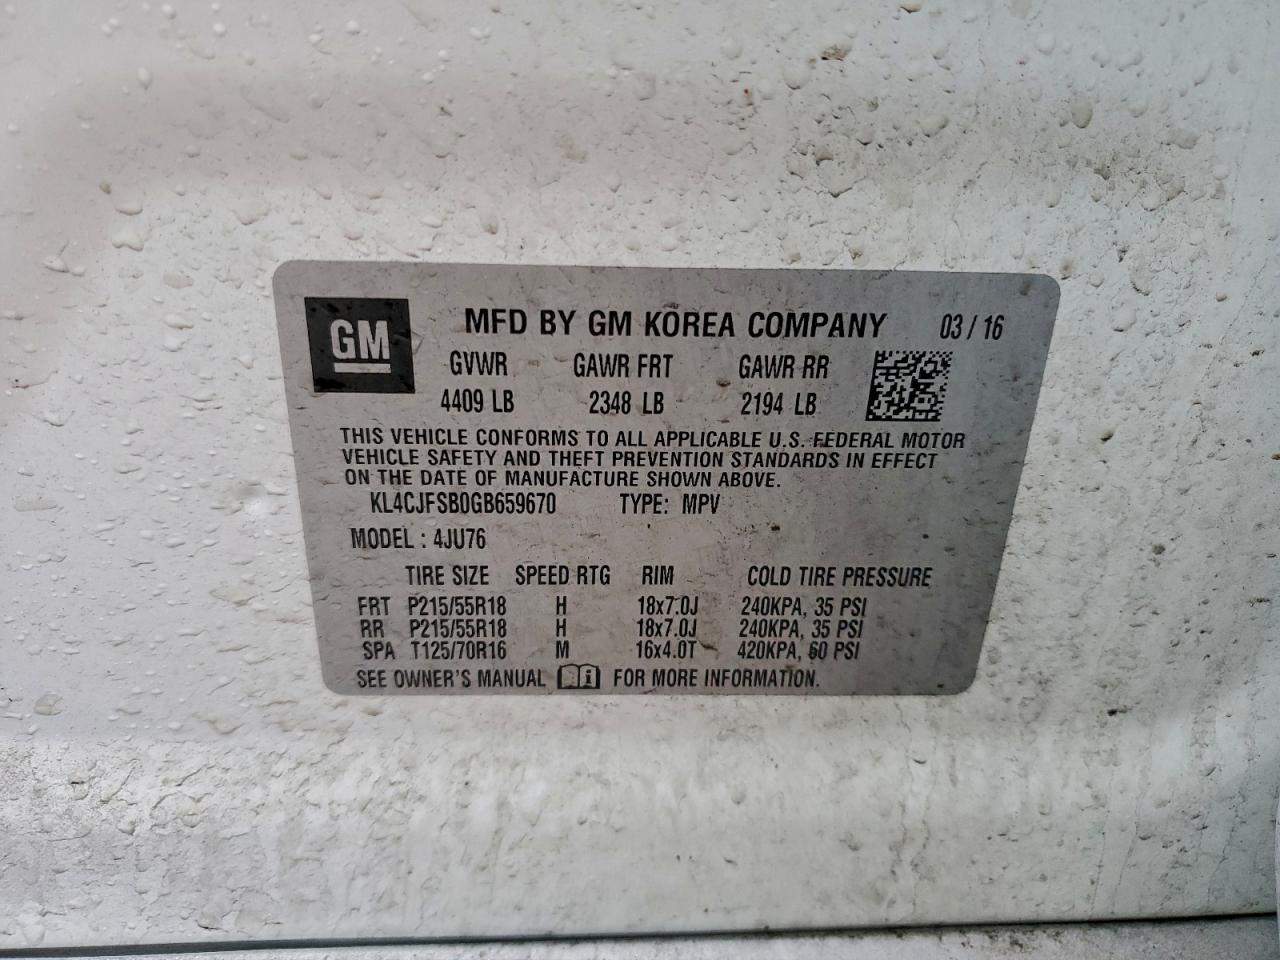 GM
MFD BY GM KOREA COMPANY 03 / 16
GVWR GAWR FRT GAWR RR
4409 LB 2348 LB 2194 LB
THIS VEHICLE CONFORMS TO ALL APPLICABLE U.S. FEDERAL MOTOR
VEHICLE SAFETY AND THEFT PREVENTION STANDARDS IN EFFECT
ON THE DATE OF MANUFACTURE SHOWN ABOVE.
KL4CJFSB0GB659670 TYPE: MPV
MODEL : 4JU76
TIRE SIZE SPEED RTG RIM COLD TIRE PRESSURE
FRT P215/55R18 H 18x7.0J 240KPA, 35 PSI
RR P215/55R18 H 18x7.0J 240KPA, 35 PSI
SPA T125/70R16 M 16x4.0T 420KPA, 60 PSI
SEE OWNER'S MANUAL i FOR MORE INFORMATION.